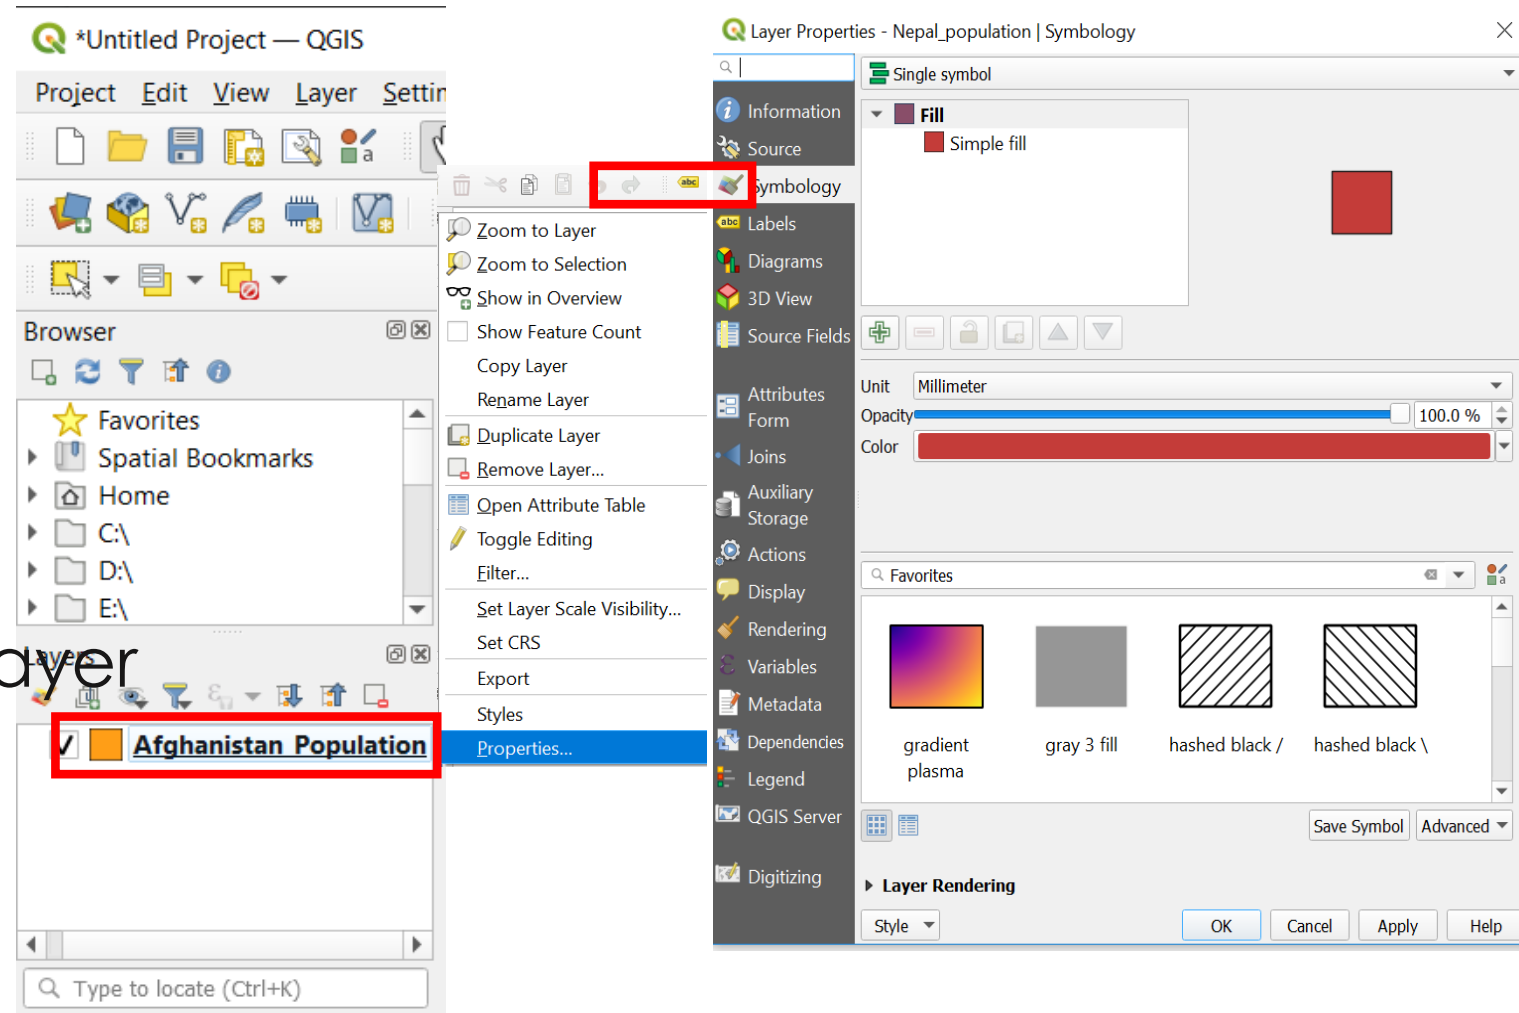 *Untitled Project — QGIS
Project Edit View Layer Settin
a
Browser
Favorites
Spatial Bookmarks
Home
C:\
D:\
E:\
Layers
ayer
Afghanistan Population
Type to locate (Ctrl+K)
abc
Zoom to Layer
Zoom to Selection
Show in Overview
Show Feature Count
Copy Layer
Rename Layer
Duplicate Layer
Remove Layer...
Open Attribute Table
Toggle Editing
Filter...
Set Layer Scale Visibility...
Set CRS
Export
Styles
Properties...
Layer Properties - Nepal_population | Symbology
Information
Source
Symbology
abc Labels
Diagrams
3D View
Source Fields
Attributes
Form
Joins
Auxiliary
Storage
Actions
Display
Rendering
Variables
Metadata
Dependencies
Legend
QGIS Server
Digitizing
Single symbol
Fill
Simple fill
Unit Millimeter
Opacity 100.0 %
Color
Favorites
a
gradient
plasma
gray 3 fill
hashed black /
hashed black \
Save Symbol Advanced
Layer Rendering
Style OK Cancel Apply Help